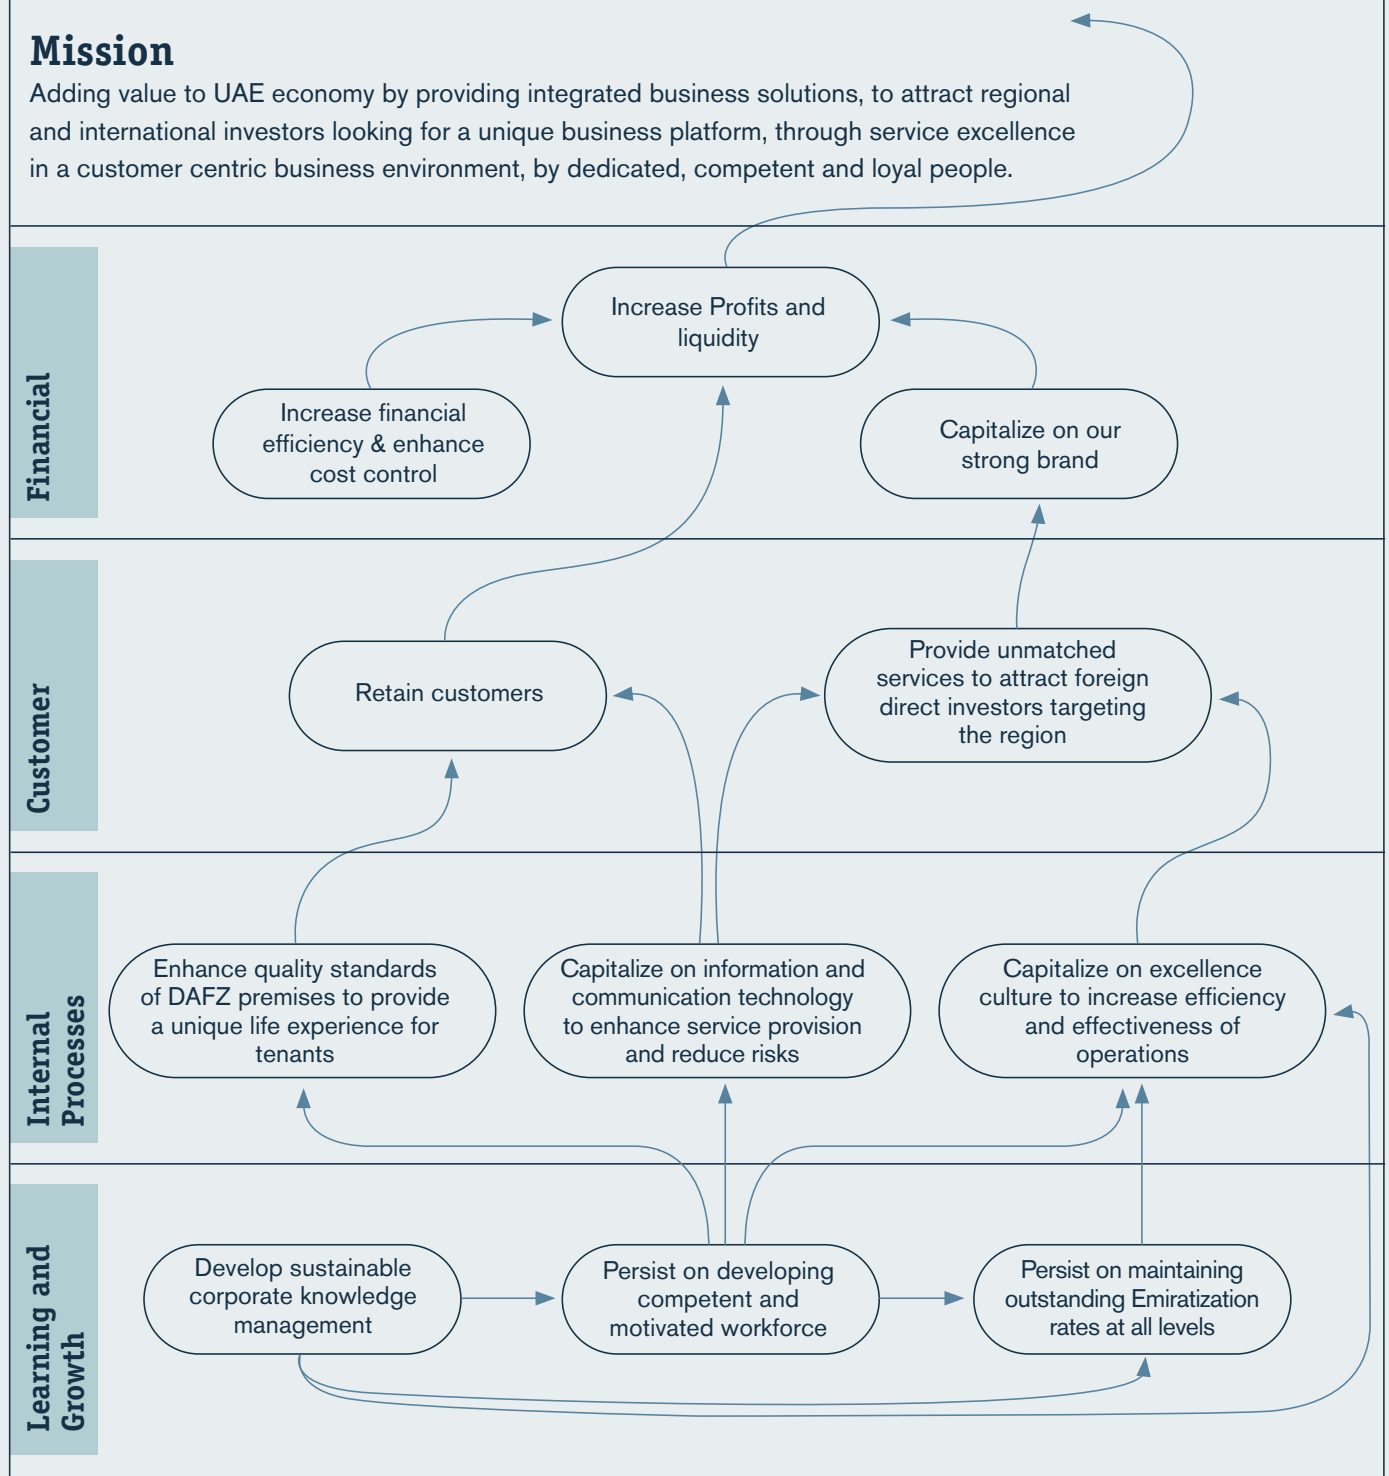 Mission
Adding value to UAE economy by providing integrated business solutions, to attract regional
and international investors looking for a unique business platform, through service excellence
in a customer centric business environment, by dedicated, competent and loyal people.
Financial
Increase Profits and
liquidity
Increase financial
efficiency & enhance
cost control
Capitalize on our
strong brand
Customer
Retain customers
Provide unmatched
services to attract foreign
direct investors targeting
the region
Internal
Processes
Enhance quality standards
of DAFZ premises to provide
a unique life experience for
tenants
Capitalize on information and
communication technology
to enhance service provision
and reduce risks
Capitalize on excellence
culture to increase efficiency
and effectiveness of
operations
Learning and
Growth
Develop sustainable
corporate knowledge
management
Persist on developing
competent and
motivated workforce
Persist on maintaining
outstanding Emiratization
rates at all levels